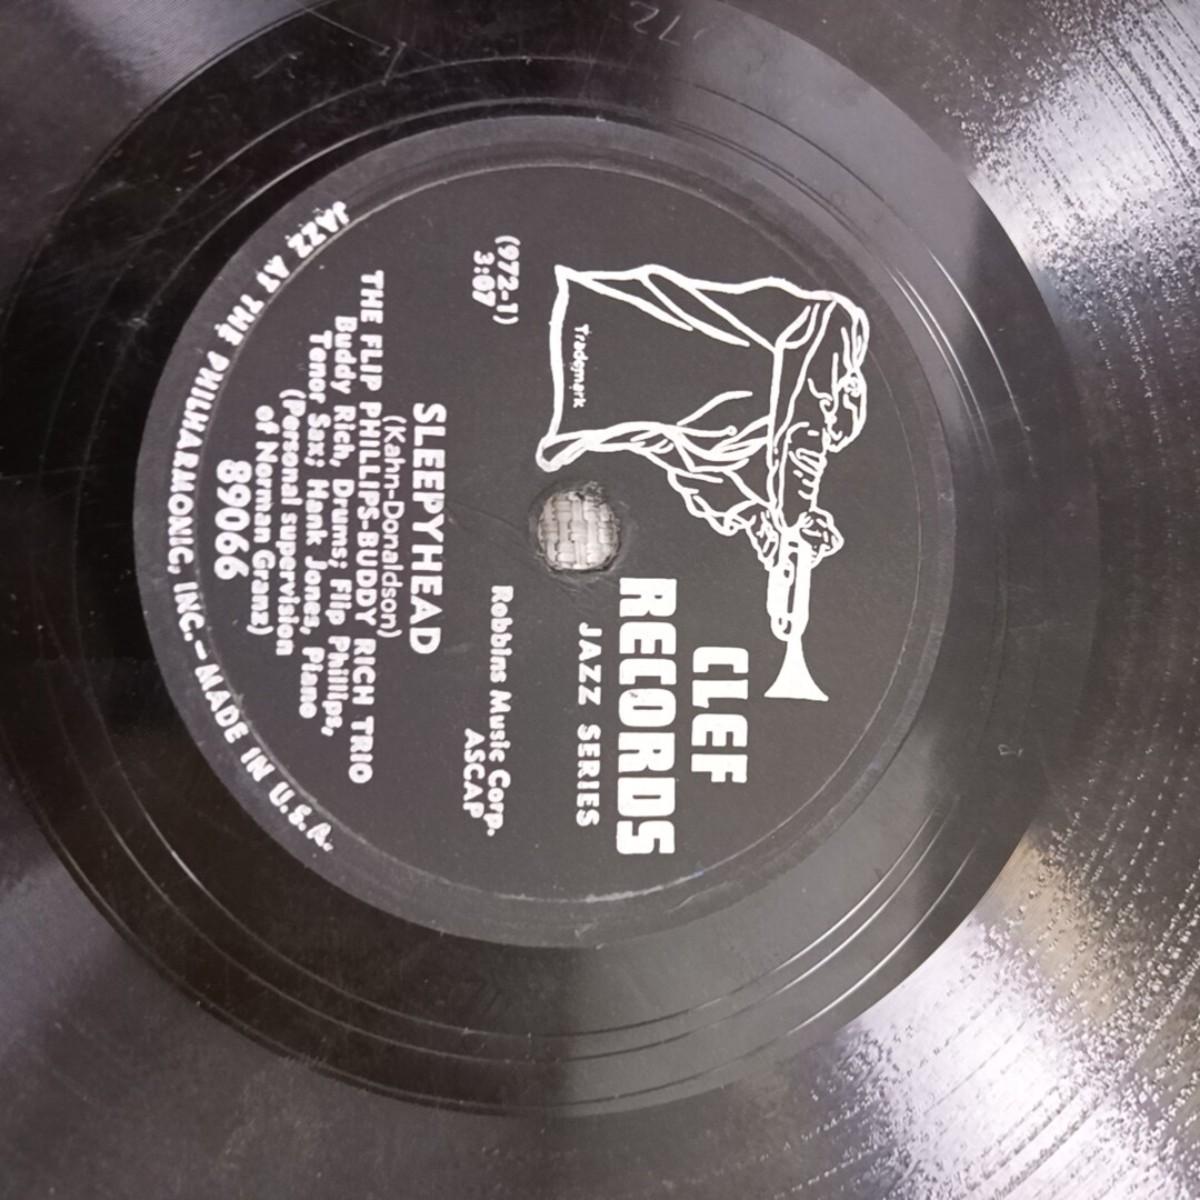 CLEF
RECORDS
JAZZ SERIES
Trademark
(972-1)
3:07
Robbins Music Corp.
ASCAP
SLEEPYHEAD
(Kahn-Donaldson)
THE FLIP PHILLIPS-BUDDY RICH TRIO
Buddy Rich, Drums; Flip Phillips,
Tenor Sax; Hank Jones, Piano
(Personal supervision
of Norman Granz)
89066
JAZZ AT THE PHILHARMONIC, INC.–MADE IN U.S.A.